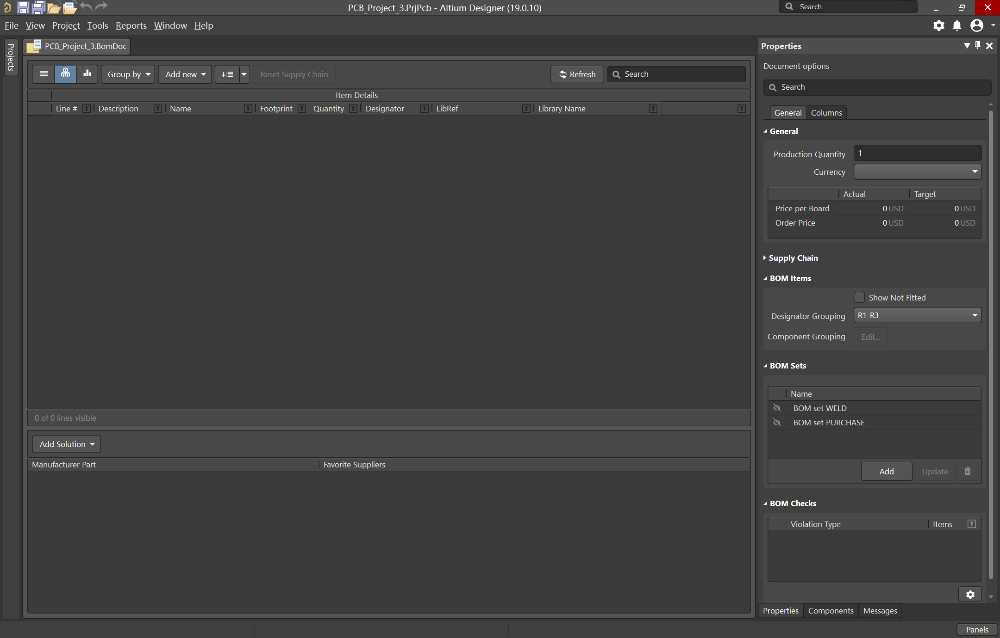 PCB_Project_3.PrjPcb - Altium Designer (19.0.10)
Search
File View Project Tools Reports Window Help
Projects
PCB_Project_3.BomDoc
Group by
Add new
Reset Supply Chain
Refresh
Search
Item Details
Line # Description Name Footprint Quantity Designator LibRef Library Name
0 of 0 lines visible
Add Solution
Manufacturer Part Favorite Suppliers
Properties
Document options
Search
General Columns
General
Production Quantity 1
Currency
Actual Target
Price per Board 0 USD 0 USD
Order Price 0 USD 0 USD
Supply Chain
BOM Items
Show Not Fitted
Designator Grouping R1-R3
Component Grouping Edit...
BOM Sets
Name
BOM set WELD
BOM set PURCHASE
Add Update
BOM Checks
Violation Type Items
Properties Components Messages
Panels